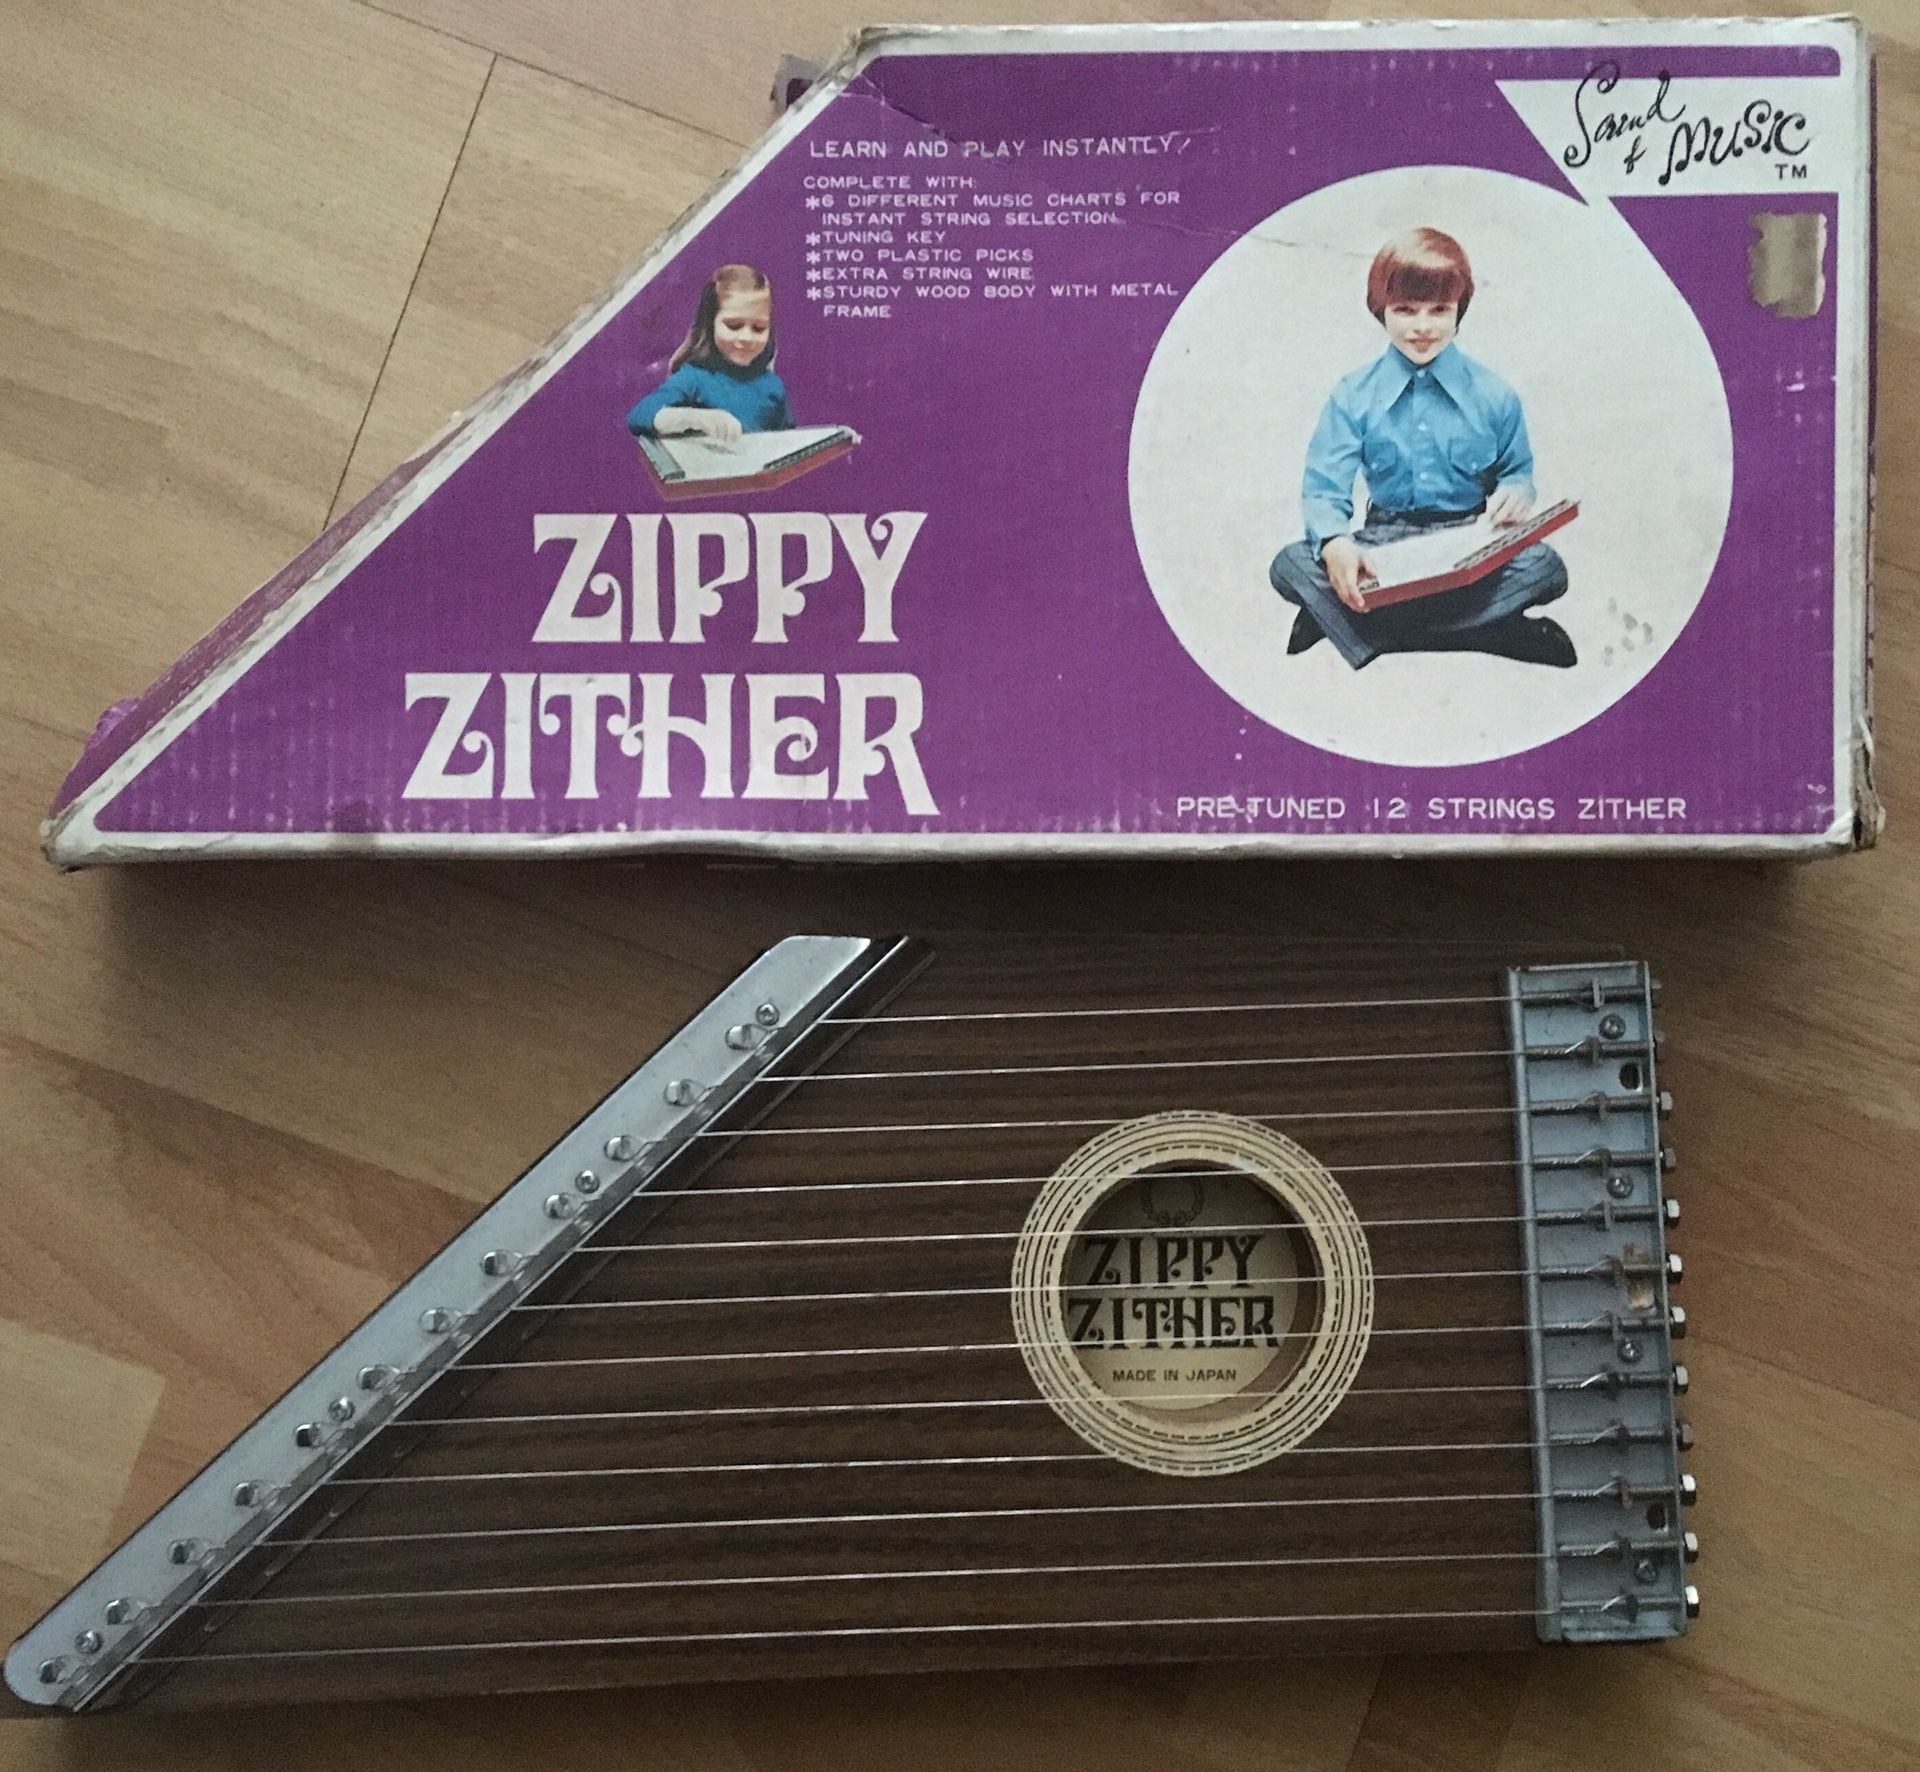 Sound
of MUSIC
TM
LEARN AND PLAY INSTANTLY!
COMPLETE WITH:
*6 DIFFERENT MUSIC CHARTS FOR
INSTANT STRING SELECTION
*TUNING KEY
*TWO PLASTIC PICKS
*EXTRA STRING WIRE
*STURDY WOOD BODY WITH METAL
FRAME
ZIPPY
ZITHER
PRE-TUNED 12 STRINGS ZITHER
ZIPPY
ZITHER
MADE IN JAPAN